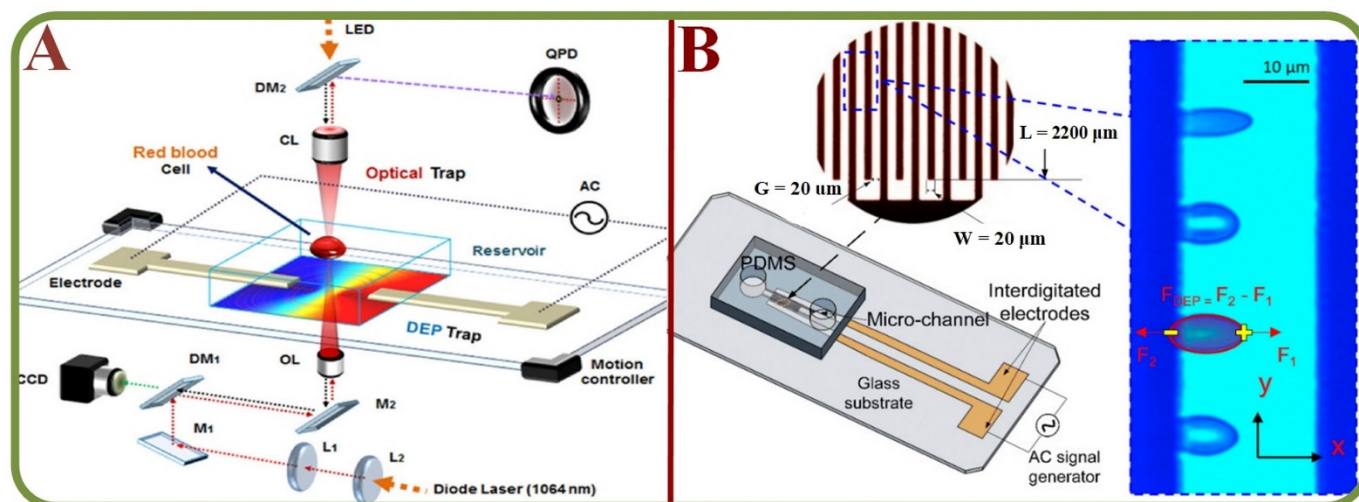 A
LED
QPD
DM2
CL
Red blood
Cell
Optical Trap
AC
Reservoir
Electrode
DEP Trap
OL
Motion
controller
DM1
CCD
M2
M1
L1
L2
Diode Laser (1064 nm)
B
10 µm
L = 2200 µm
G = 20 um
W = 20 µm
PDMS
Interdigitated
electrodes
Micro-channel
Glass
substrate
AC signal
generator
FDEP = F2 - F1
F2
F1
y
x